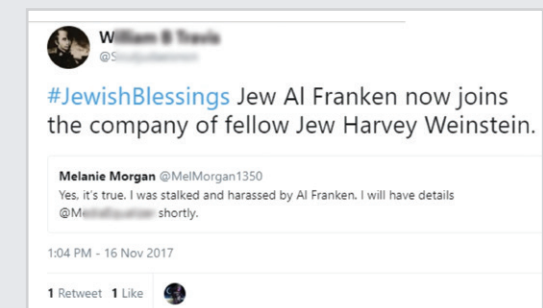 W
@S
#JewishBlessings Jew Al Franken now joins
the company of fellow Jew Harvey Weinstein.
Melanie Morgan @MelMorgan1350
Yes, it's true. I was stalked and harassed by Al Franken. I will have details
@M shortly.
1:04 PM - 16 Nov 2017
1 Retweet 1 Like